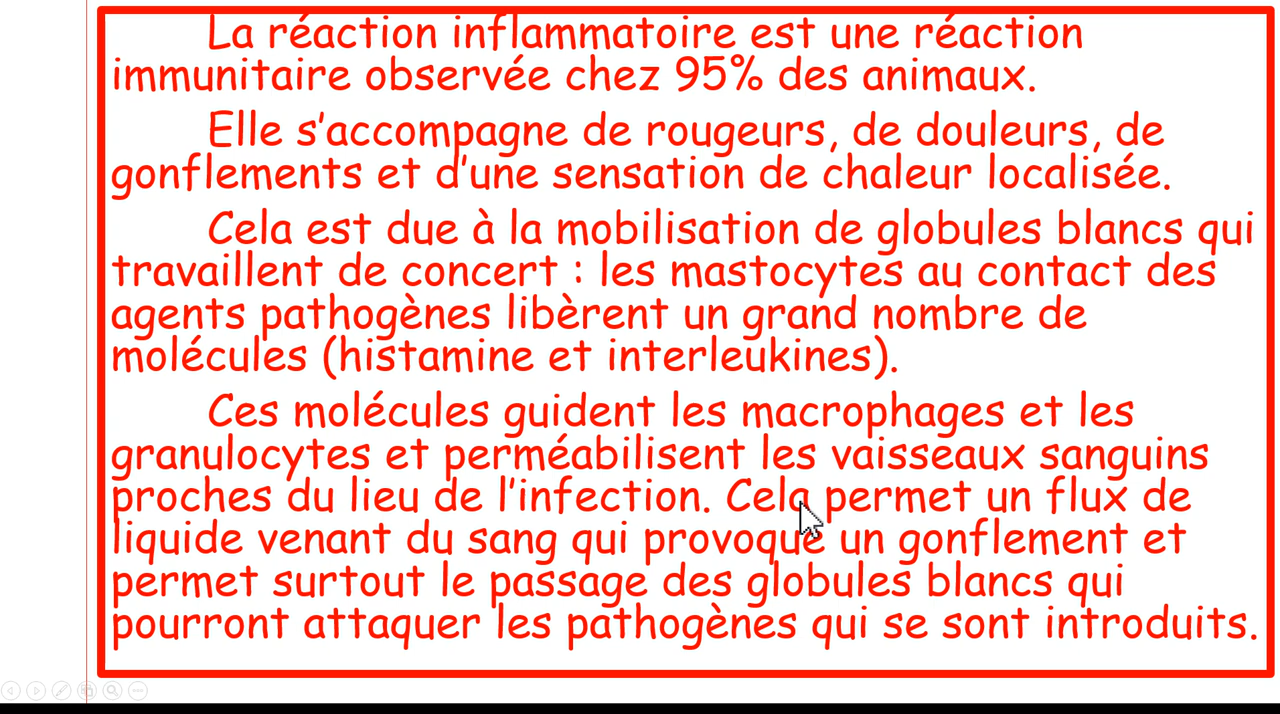 La réaction inflammatoire est une réaction
immunitaire observée chez 95% des animaux.
Elle s'accompagne de rougeurs, de douleurs, de
gonflements et d'une sensation de chaleur localisée.
Cela est due à la mobilisation de globules blancs qui
travaillent de concert : les mastocytes au contact des
agents pathogènes libèrent un grand nombre de
molécules (histamine et interleukines).
Ces molécules guident les macrophages et les
granulocytes et perméabilisent les vaisseaux sanguins
proches du lieu de l'infection. Cela permet un flux de
liquide venant du sang qui provoque un gonflement et
permet surtout le passage des globules blancs qui
pourront attaquer les pathogènes qui se sont introduits.